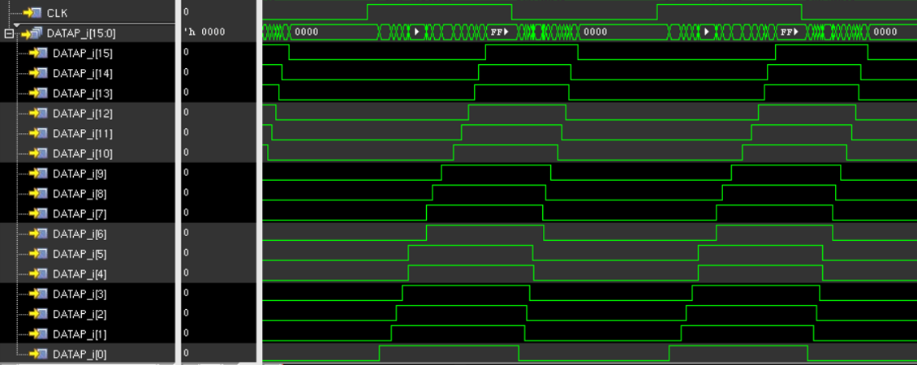 CLK 0
DATAP_i[15:0] 'h 0000 0000 FF 0000 FF 0000
DATAP_i[15] 0
DATAP_i[14] 0
DATAP_i[13] 0
DATAP_i[12] 0
DATAP_i[11] 0
DATAP_i[10] 0
DATAP_i[9] 0
DATAP_i[8] 0
DATAP_i[7] 0
DATAP_i[6] 0
DATAP_i[5] 0
DATAP_i[4] 0
DATAP_i[3] 0
DATAP_i[2] 0
DATAP_i[1] 0
DATAP_i[0] 0